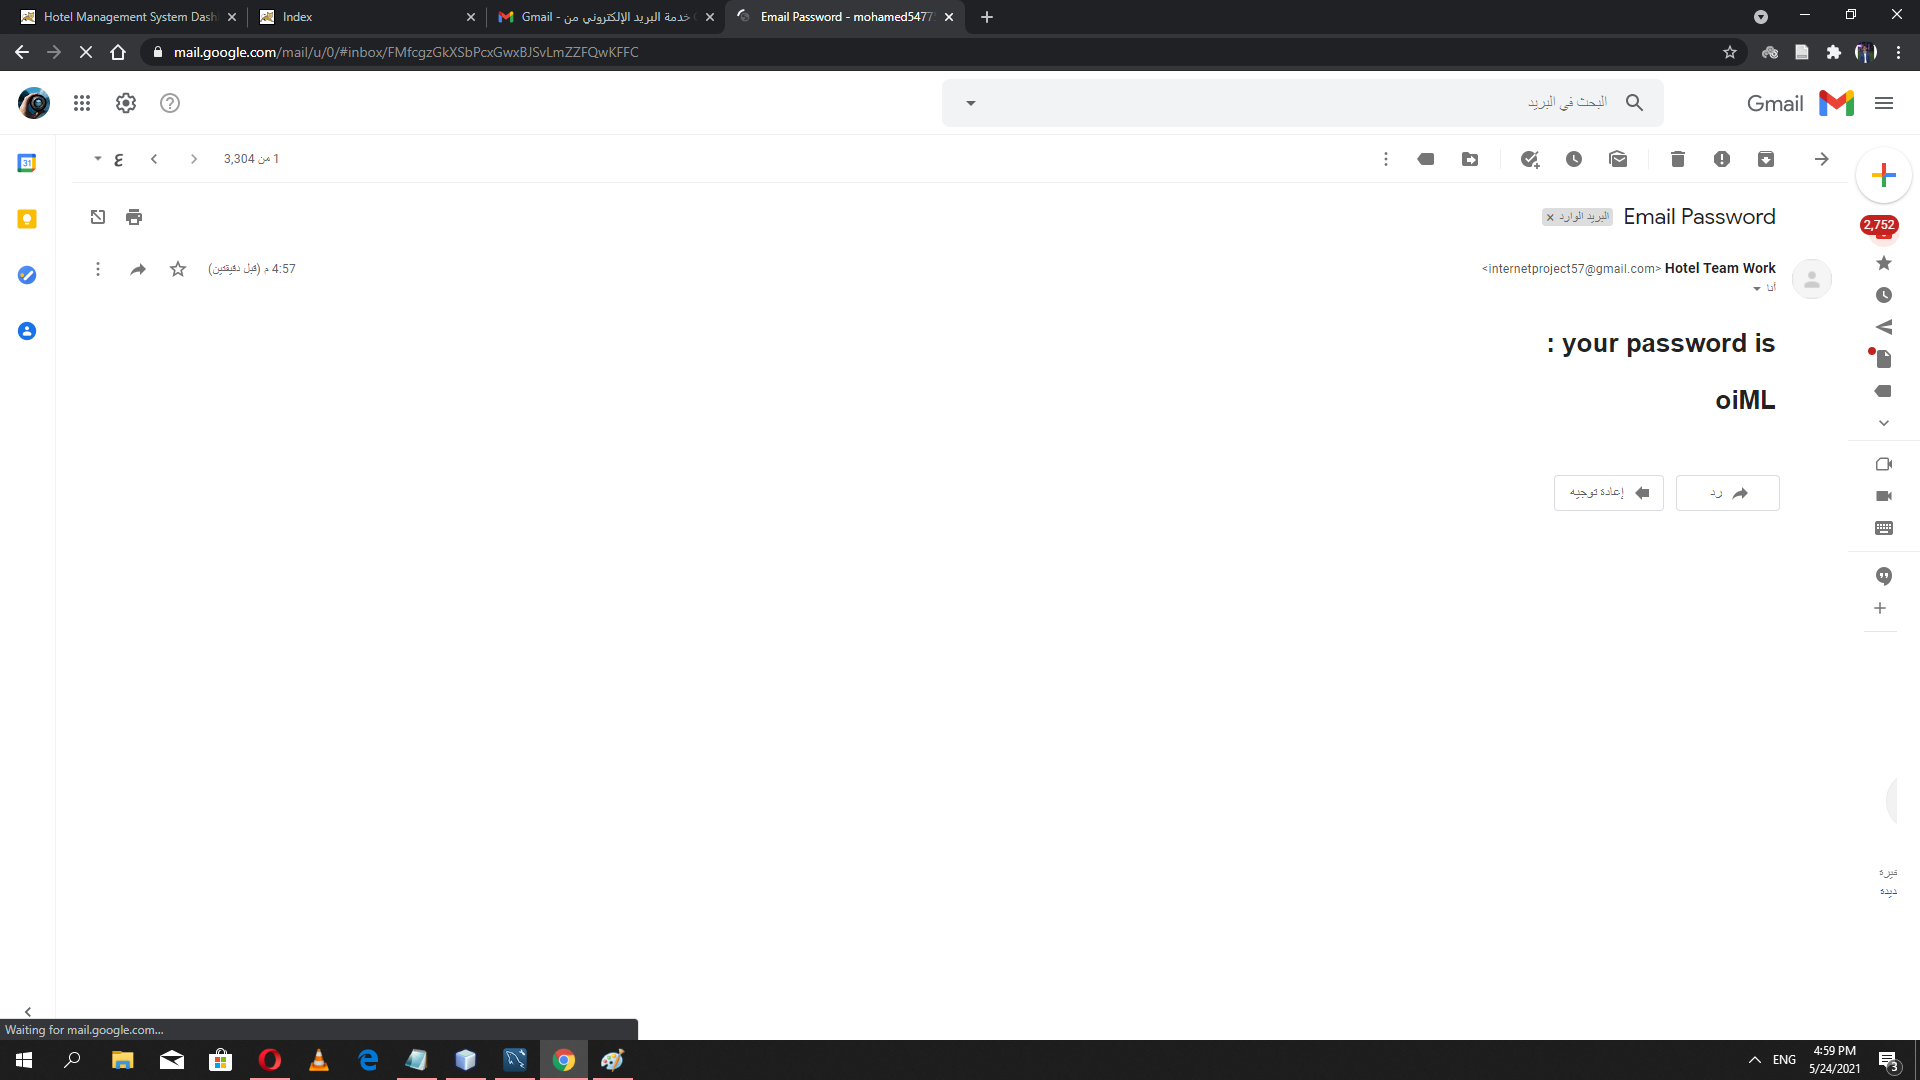 Hotel Management System Dash
Index
Gmail - خدمة البريد الإلكتروني من
Email Password - mohamed5477
mail.google.com/mail/u/0/#inbox/FMfcgzGkXSbPcxGwxBJSvLmZZFQwKFFC
البحث في البريد
Gmail
31
ع
1 من 3,304
Email Password
البريد الوارد ×
2,752
Hotel Team Work <internetproject57@gmail.com>
4:57 م (قبل دقيقتين)
أنا
: your password is
oiML
رد
إعادة توجيه
Waiting for mail.google.com...
ENG
4:59 PM
5/24/2021
3